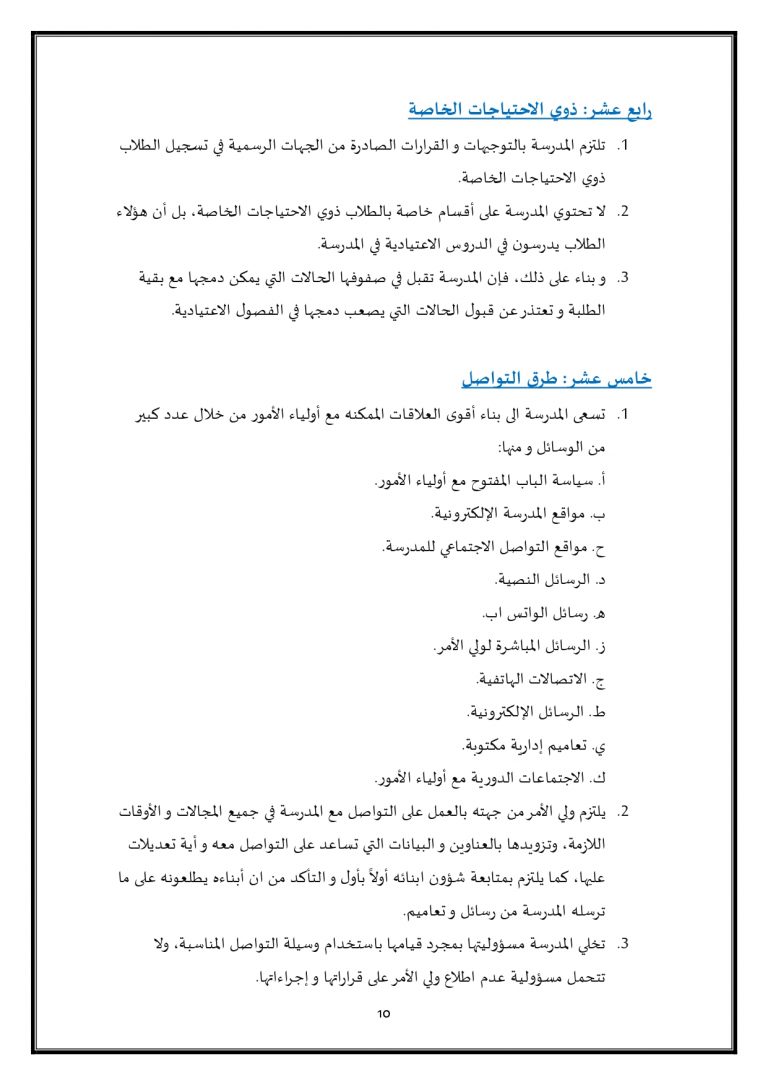 رابع عشر: ذوي الاحتياجات الخاصة
1. تلتزم المدرسة بالتوجيهات و القرارات الصادرة من الجهات الرسمية في تسجيل الطلاب
ذوي الاحتياجات الخاصة.
2. لا تحتوي المدرسة على أقسام خاصة بالطلاب ذوي الاحتياجات الخاصة، بل أن هؤلاء
الطلاب يدرسون في الدروس الاعتيادية في المدرسة.
3. و بناء على ذلك، فإن المدرسة تقبل في صفوفها الحالات التي يمكن دمجها مع بقية
الطلبة و تعتذر عن قبول الحالات التي يصعب دمجها في الفصول الاعتيادية.
خامس عشر: طرق التواصل
1. تسعى المدرسة الى بناء أقوى العلاقات الممكنه مع أولياء الأمور من خلال عدد كبير
من الوسائل و منها:
أ. سياسة الباب المفتوح مع أولياء الأمور.
ب. مواقع المدرسة الإلكترونية.
ح. مواقع التواصل الاجتماعي للمدرسة.
د. الرسائل النصية.
ه. رسائل الواتس اب.
ز. الرسائل المباشرة لولي الأمر.
ج. الاتصالات الهاتفية.
ط. الرسائل الإلكترونية.
ي. تعاميم إدارية مكتوبة.
ك. الاجتماعات الدورية مع أولياء الأمور.
2. يلتزم ولي الأمر من جهته بالعمل على التواصل مع المدرسة في جميع المجالات و الأوقات
اللازمة، وتزويدها بالعناوين و البيانات التي تساعد على التواصل معه و أية تعديلات
عليها، كما يلتزم بمتابعة شؤون ابنائه أولاً بأول و التأكد من ان أبناءه يطلعونه على ما
ترسله المدرسة من رسائل و تعاميم.
3. تخلي المدرسة مسؤوليتها بمجرد قيامها باستخدام وسيلة التواصل المناسبة، ولا
تتحمل مسؤولية عدم اطلاع ولي الأمر على قراراتها و إجراءاتها.
10